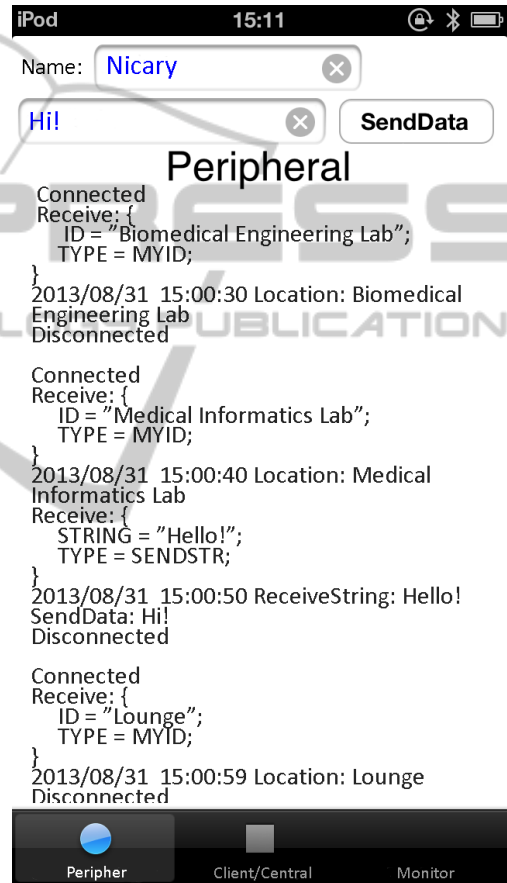 iPod 15:11
Name: Nicary
Hi! SendData
Peripheral
Connected
Receive: {
ID = ”Biomedical Engineering Lab”;
TYPE = MYID;
}
2013/08/31 15:00:30 Location: Biomedical
Engineering Lab
Disconnected
Connected
Receive: {
ID = ”Medical Informatics Lab”;
TYPE = MYID;
}
2013/08/31 15:00:40 Location: Medical
Informatics Lab
Receive: {
STRING = ”Hello!”;
TYPE = SENDSTR;
}
2013/08/31 15:00:50 ReceiveString: Hello!
SendData: Hi!
Disconnected
Connected
Receive: {
ID = ”Lounge”;
TYPE = MYID;
}
2013/08/31 15:00:59 Location: Lounge
Disconnected
Peripher Client/Central Monitor